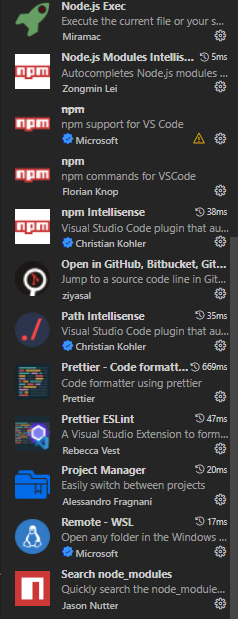 Node.js Exec
Execute the current file or your s...
Miramac
Node.js Modules Intellis... 5ms
Autocompletes Node.js modules ...
Zongmin Lei
npm
npm support for VS Code
Microsoft
npm
npm commands for VSCode
Florian Knop
npm Intellisense 38ms
Visual Studio Code plugin that au...
Christian Kohler
Open in GitHub, Bitbucket, Git...
Jump to a source code line in Git...
ziyasal
Path Intellisense 35ms
Visual Studio Code plugin that au...
Christian Kohler
Prettier - Code formatt... 669ms
Code formatter using prettier
Prettier
Prettier ESLint 47ms
A Visual Studio Extension to form...
Rebecca Vest
Project Manager 20ms
Easily switch between projects
Alessandro Fragnani
Remote - WSL 17ms
Open any folder in the Windows ...
Microsoft
Search node_modules
Quickly search the node_module...
Jason Nutter